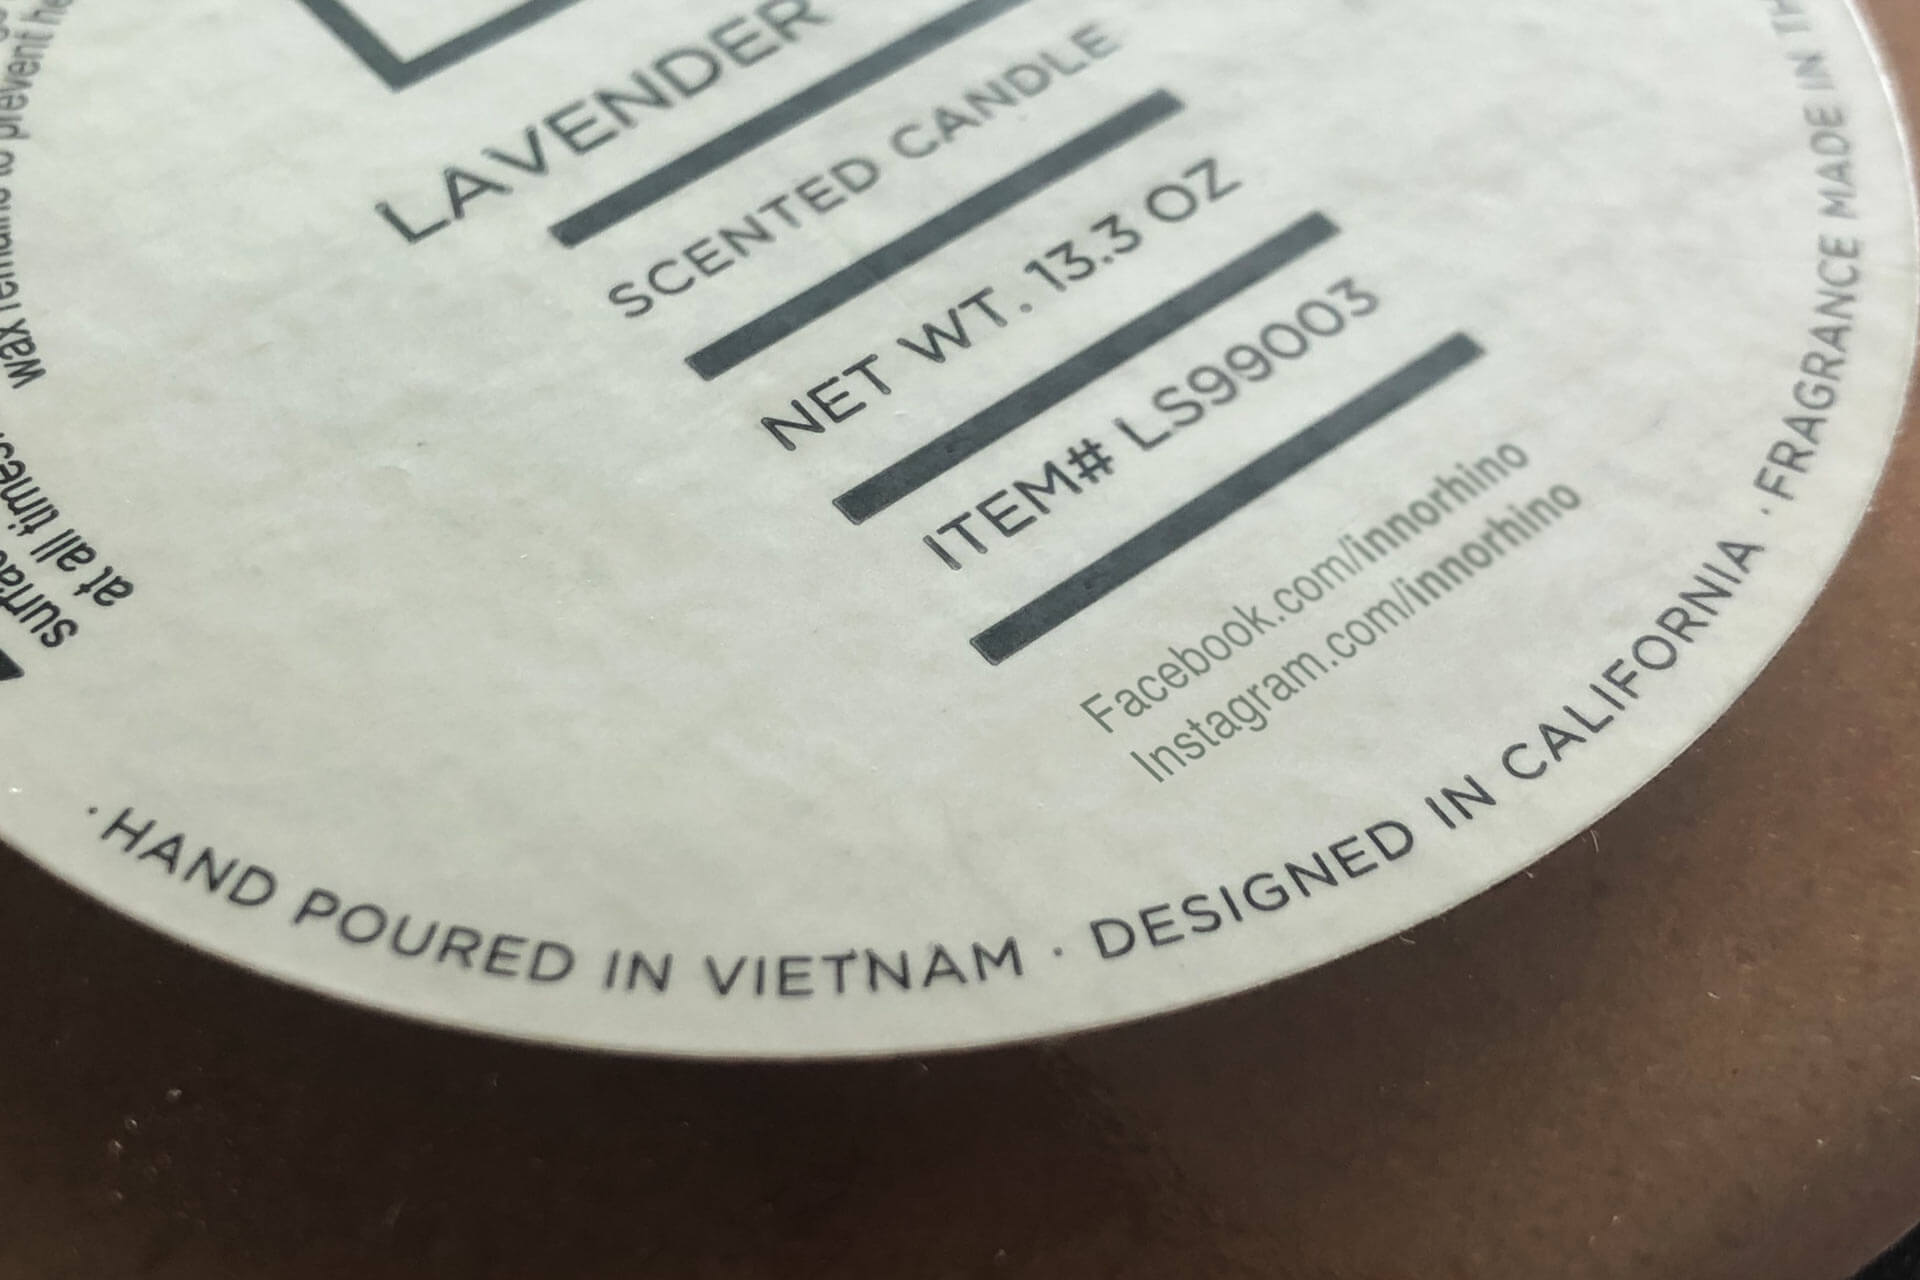 LAVENDER
SCENTED CANDLE
NET WT. 13.3 OZ
ITEM# LS99003
Facebook.com/innorhino
Instagram.com/innorhino
· HAND POURED IN VIETNAM · DESIGNED IN CALIFORNIA · FRAGRANCE MADE IN
wax remains to prevent
at all times.